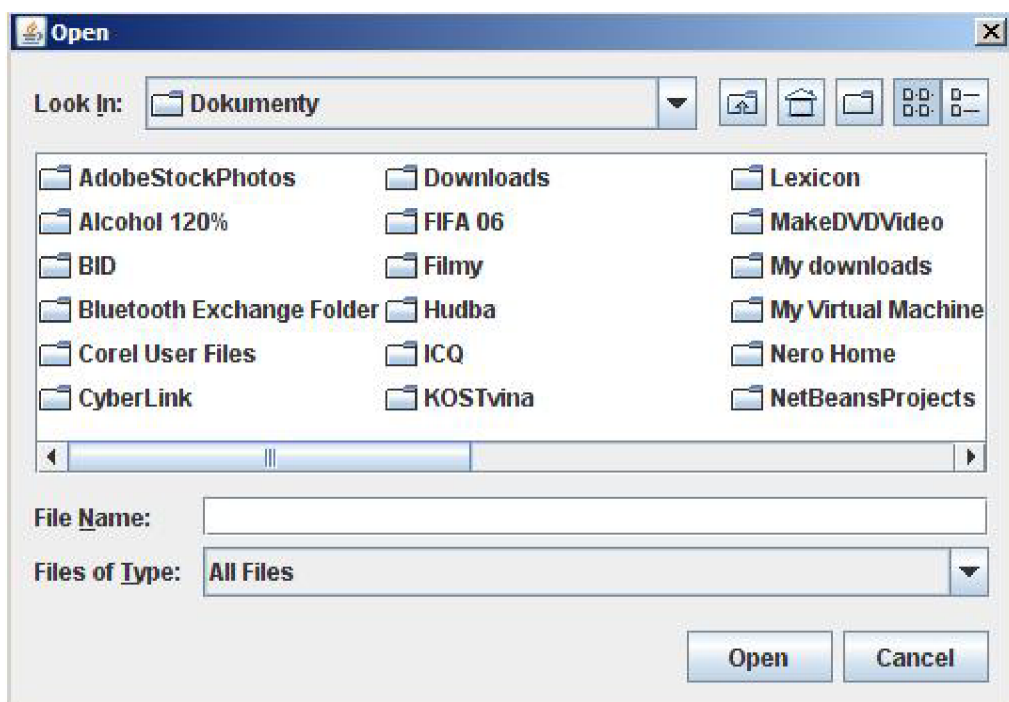 Open
Look In: Dokumenty
AdobeStockPhotos Downloads Lexicon
Alcohol 120% FIFA 06 MakeDVDVideo
BID Filmy My downloads
Bluetooth Exchange Folder Hudba My Virtual Machine
Corel User Files ICQ Nero Home
CyberLink KOSTvina NetBeansProjects
File Name:
Files of Type: All Files
Open Cancel